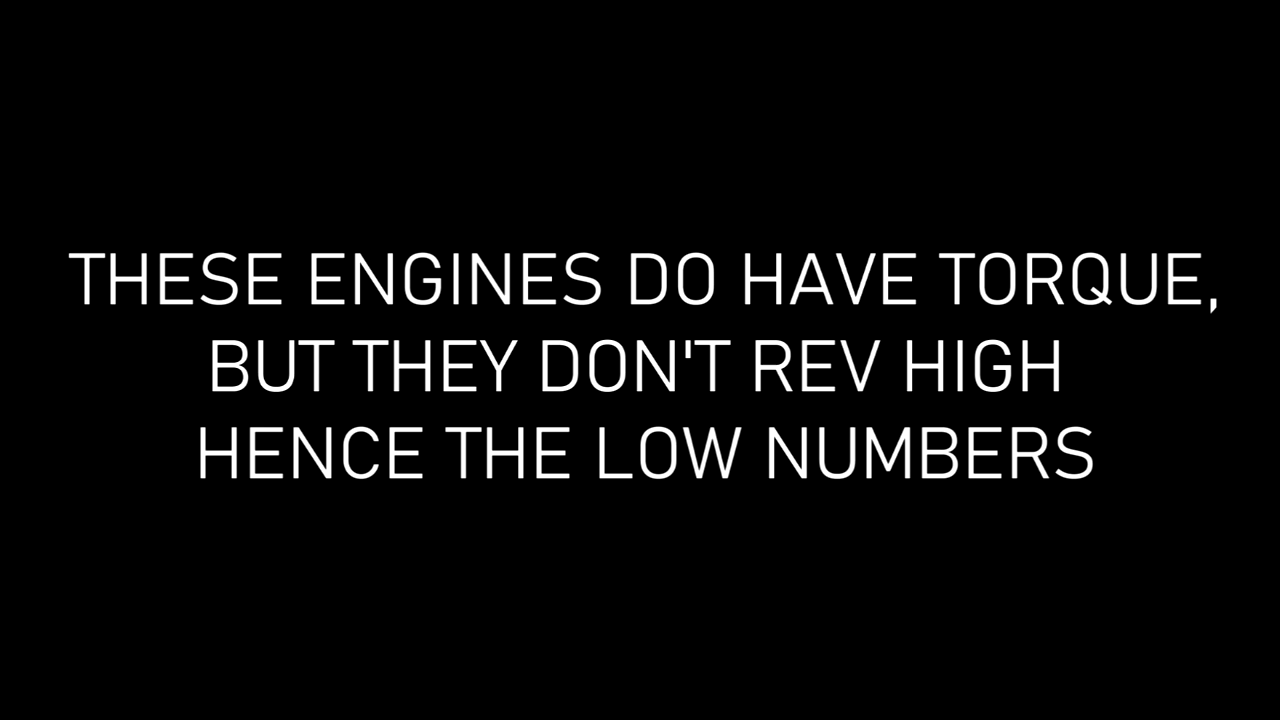 THESE ENGINES DO HAVE TORQUE,
BUT THEY DON'T REV HIGH
HENCE THE LOW NUMBERS